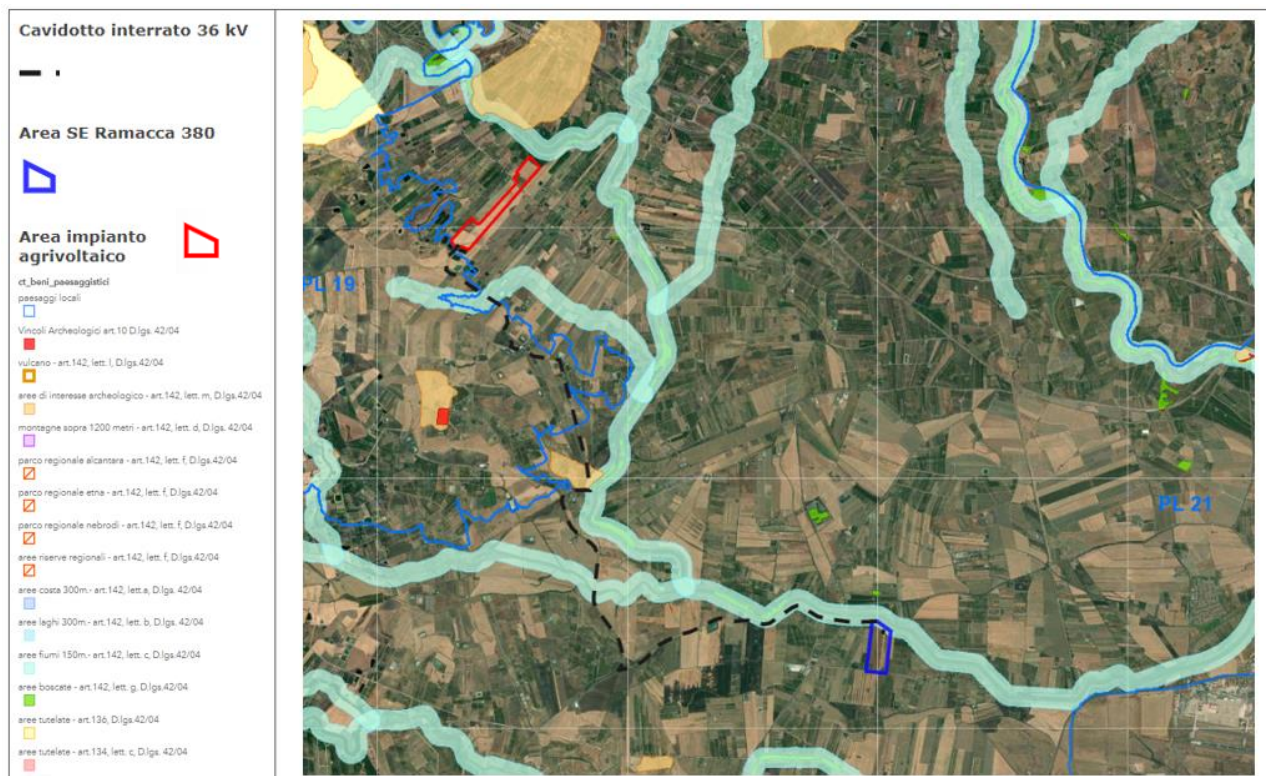 Cavidotto interrato 36 kV
Area SE Ramacca 380
Area impianto
agrivoltaico
ct_beni_paesaggistici
paesaggi locali
Vincoli Archeologici art.10 D.lgs. 42/04
vulcano - art.142, lett. l, D.lgs.42/04
aree di interesse archeologico - art.142, lett. m, D.lgs.42/04
montagne sopra 1200 metri - art.142, lett. d, D.lgs. 42/04
parco regionale alcantara - art.142, lett. f, D.lgs.42/04
parco regionale etna - art.142, lett. f, D.lgs.42/04
parco regionale nebrodi - art.142, lett. f, D.lgs.42/04
aree riserve regionali - art.142, lett. f, D.lgs.42/04
aree costa 300m.- art.142, lett.a, D.lgs. 42/04
aree laghi 300m.- art.142, lett. b, D.lgs. 42/04
aree fiumi 150m.- art.142, lett. c, D.lgs.42/04
aree boscate - art.142, lett. g, D.lgs.42/04
aree tutelate - art.136, D.lgs.42/04
aree tutelate - art.134, lett. c, D.lgs. 42/04
PL 19
PL 21